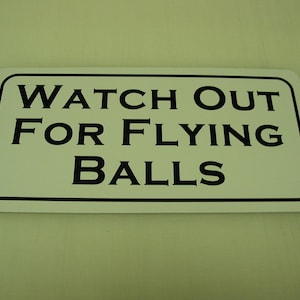 WATCH OUT
FOR FLYING
BALLS